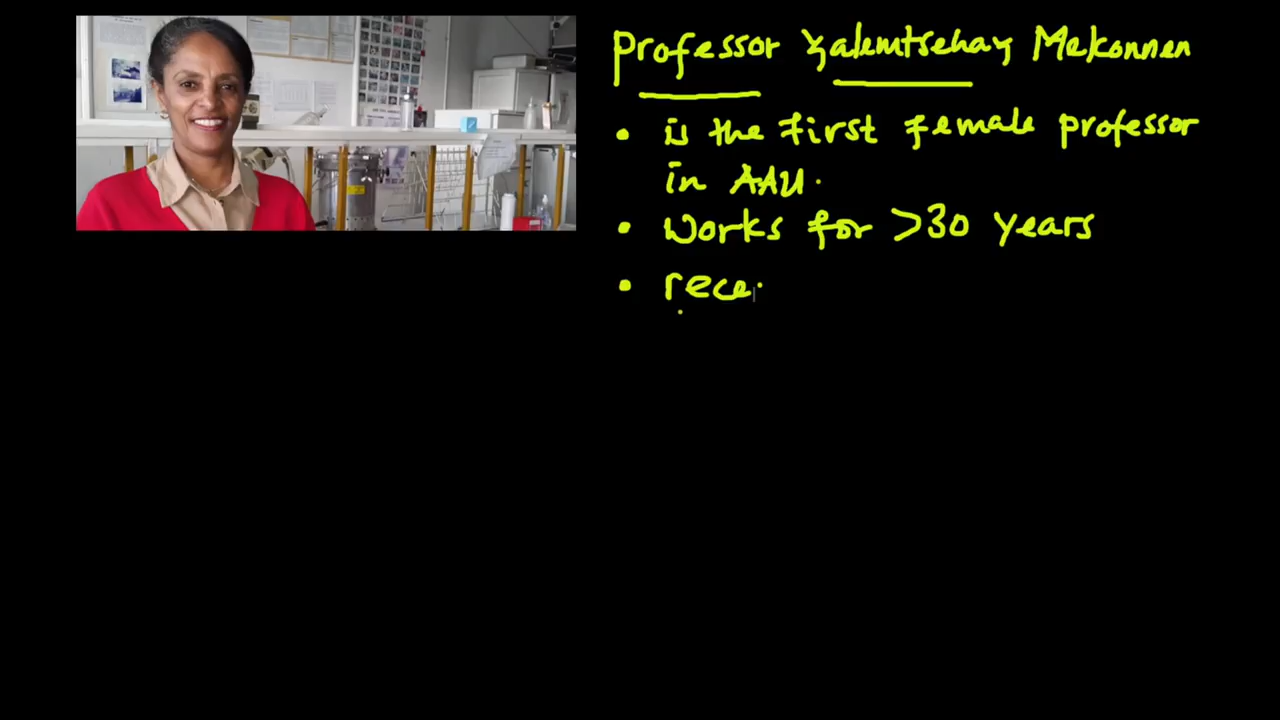 Professor Yalemtsehay Mekonnen
• is the first female professor
in AAU.
• Works for >30 years
• rece